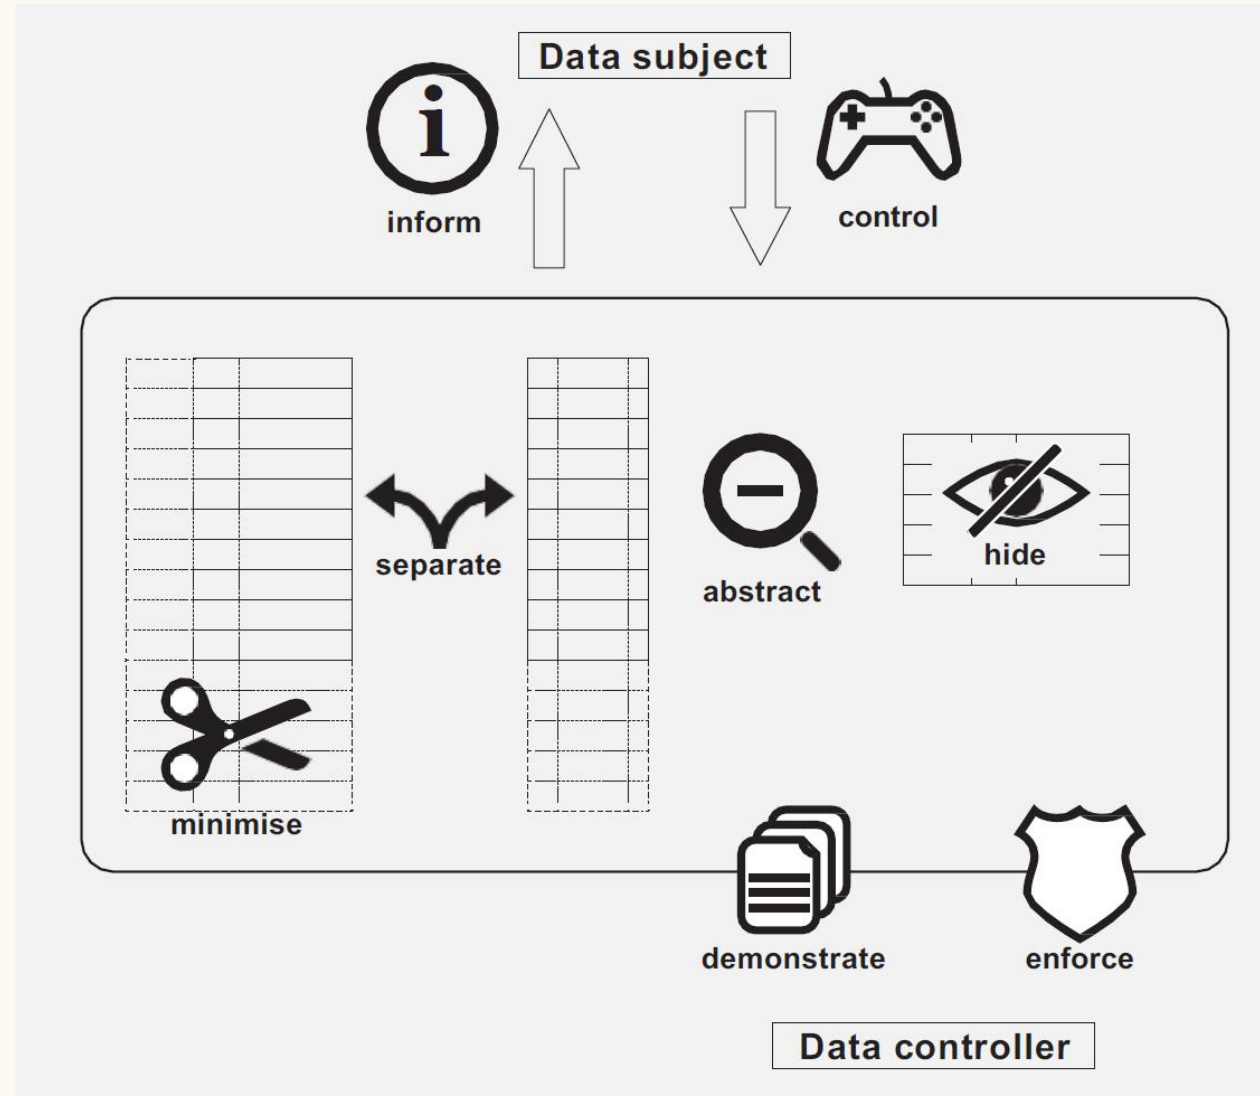 Data subject
inform
control
separate
abstract
hide
minimise
demonstrate
enforce
Data controller